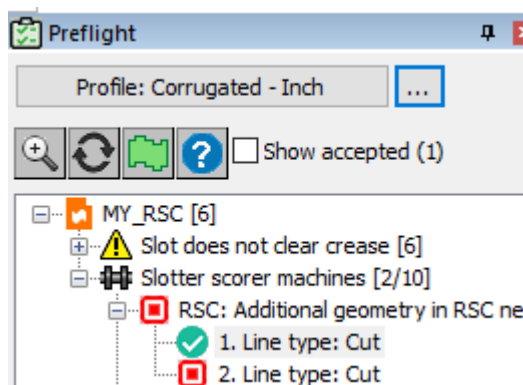 Preflight
Profile: Corrugated - Inch
...
Show accepted (1)
MY_RSC [6]
Slot does not clear crease [6]
Slotter scorer machines [2/10]
RSC: Additional geometry in RSC
1. Line type: Cut
2. Line type: Cut